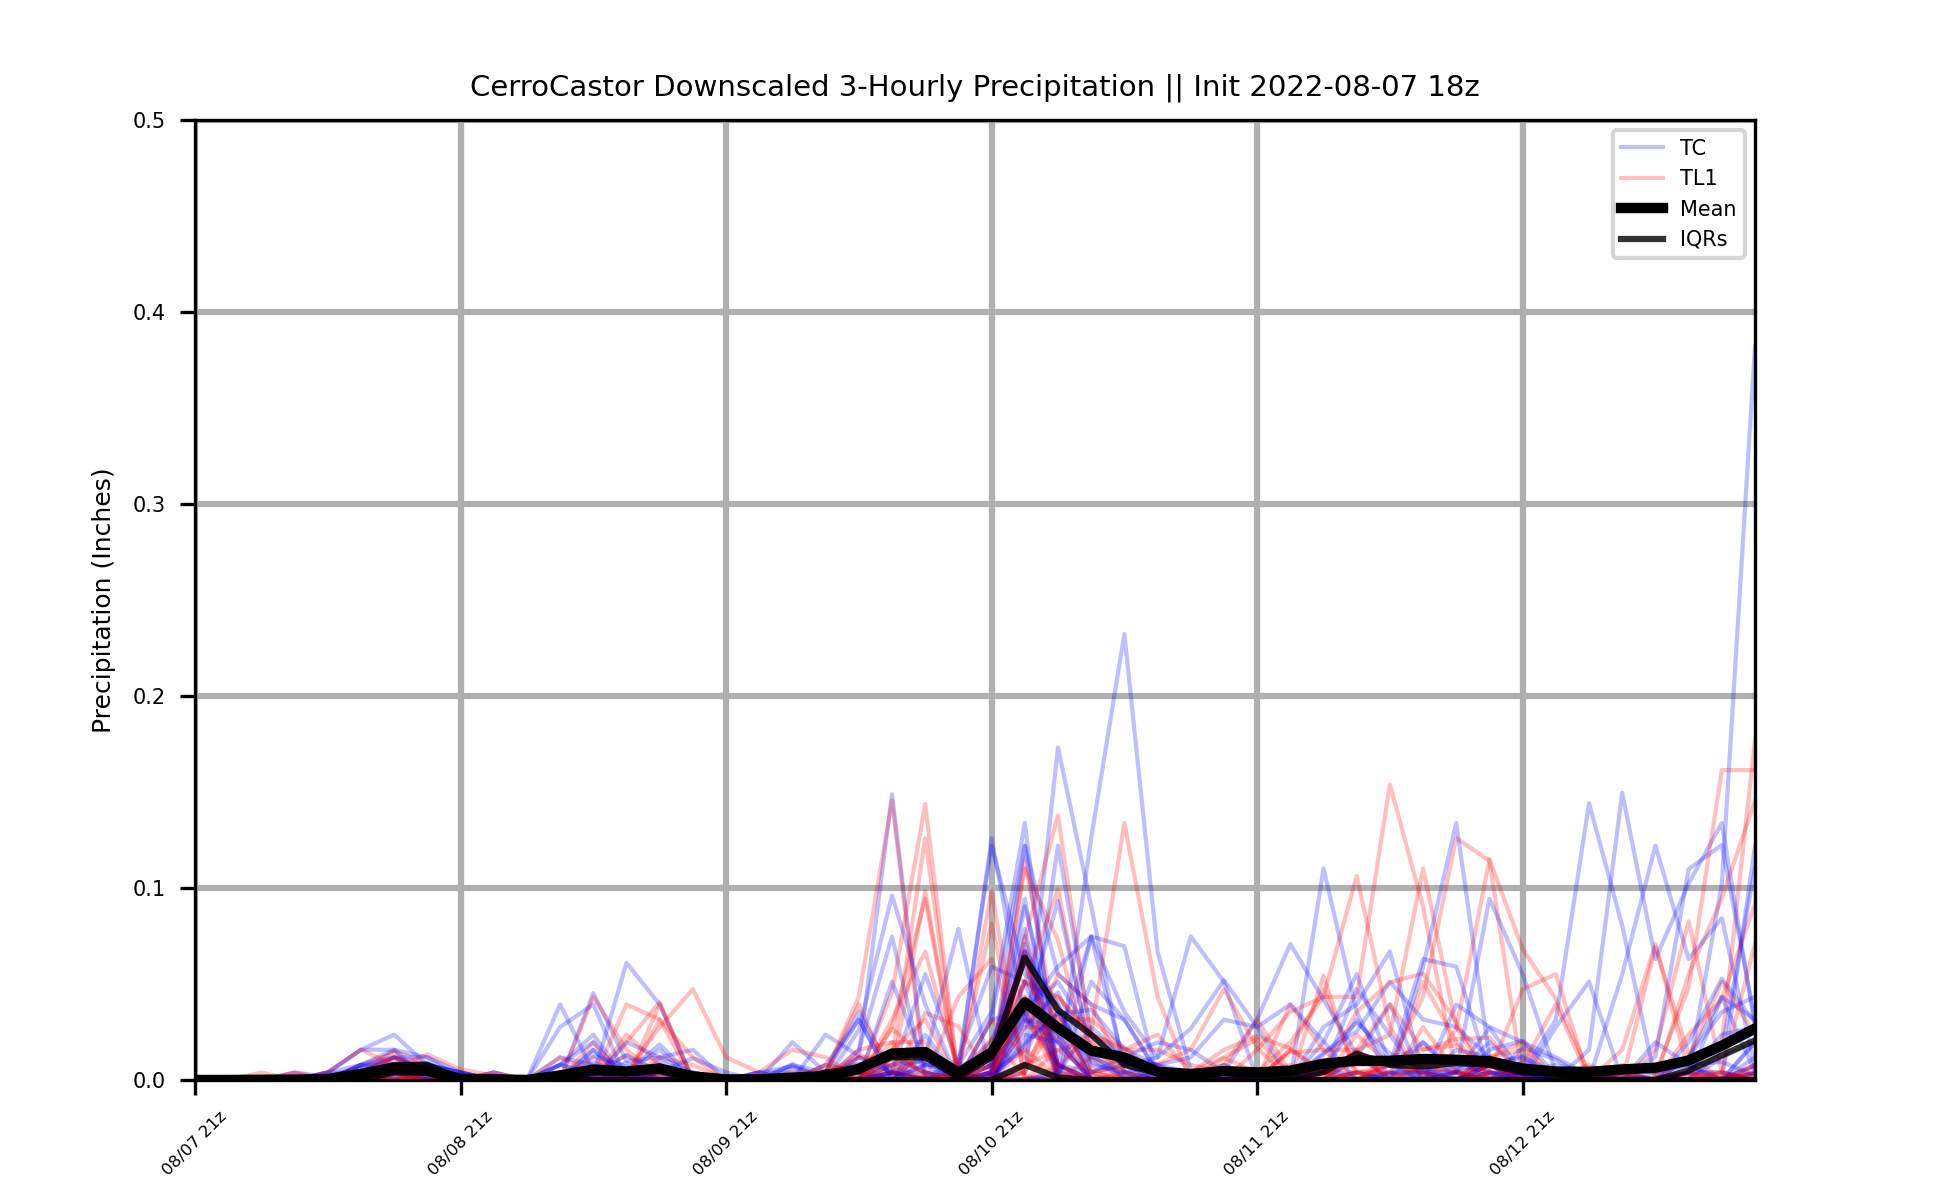 CerroCastor Downscaled 3-Hourly Precipitation || Init 2022-08-07 18z
0.5
0.4
0.3
0.2
0.1
0.0
Precipitation (Inches)
TC
TL1
Mean
IQRs
08/07 21z
08/08 21z
08/09 21z
08/10 21z
08/11 21z
08/12 21z